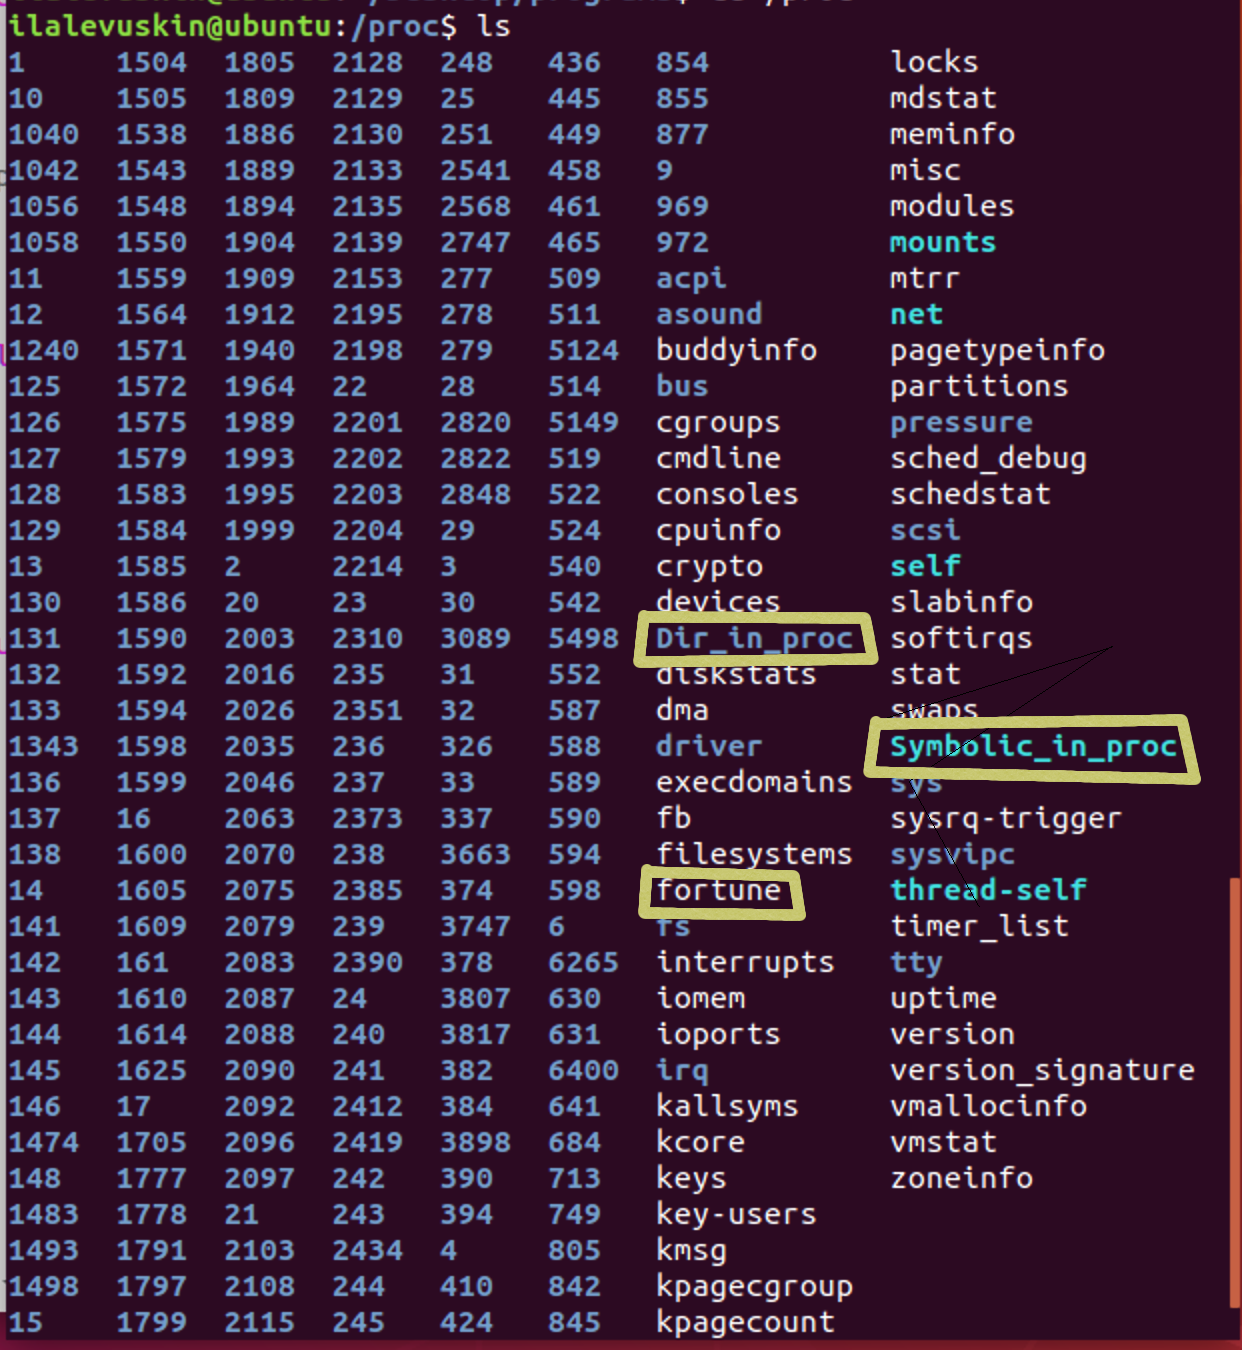 ilalevuskin@ubuntu:/proc$ ls
1 1504 1805 2128 248 436 854 locks
10 1505 1809 2129 25 445 855 mdstat
1040 1538 1886 2130 251 449 877 meminfo
1042 1543 1889 2133 2541 458 9 misc
1056 1548 1894 2135 2568 461 969 modules
1058 1550 1904 2139 2747 465 972 mounts
11 1559 1909 2153 277 509 acpi mtrr
12 1564 1912 2195 278 511 asound net
1240 1571 1940 2198 279 5124 buddyinfo pagetypeinfo
125 1572 1964 22 28 514 bus partitions
126 1575 1989 2201 2820 5149 cgroups pressure
127 1579 1993 2202 2822 519 cmdline sched_debug
128 1583 1995 2203 2848 522 consoles schedstat
129 1584 1999 2204 29 524 cpuinfo scsi
13 1585 2 2214 3 540 crypto self
130 1586 20 23 30 542 devices slabinfo
131 1590 2003 2310 3089 5498 Dir_in_proc softirqs
132 1592 2016 235 31 552 diskstats stat
133 1594 2026 2351 32 587 dma swaps
1343 1598 2035 236 326 588 driver Symbolic_in_proc
136 1599 2046 237 33 589 execdomains sys
137 16 2063 2373 337 590 fb sysrq-trigger
138 1600 2070 238 3663 594 filesystems sysvipc
14 1605 2075 2385 374 598 fortune thread-self
141 1609 2079 239 3747 6 fs timer_list
142 161 2083 2390 378 6265 interrupts tty
143 1610 2087 24 3807 630 iomem uptime
144 1614 2088 240 3817 631 ioports version
145 1625 2090 241 382 6400 irq version_signature
146 17 2092 2412 384 641 kallsyms vmallocinfo
1474 1705 2096 2419 3898 684 kcore vmstat
148 1777 2097 242 390 713 keys zoneinfo
1483 1778 21 243 394 749 key-users
1493 1791 2103 2434 4 805 kmsg
1498 1797 2108 244 410 842 kpagecgroup
15 1799 2115 245 424 845 kpagecount